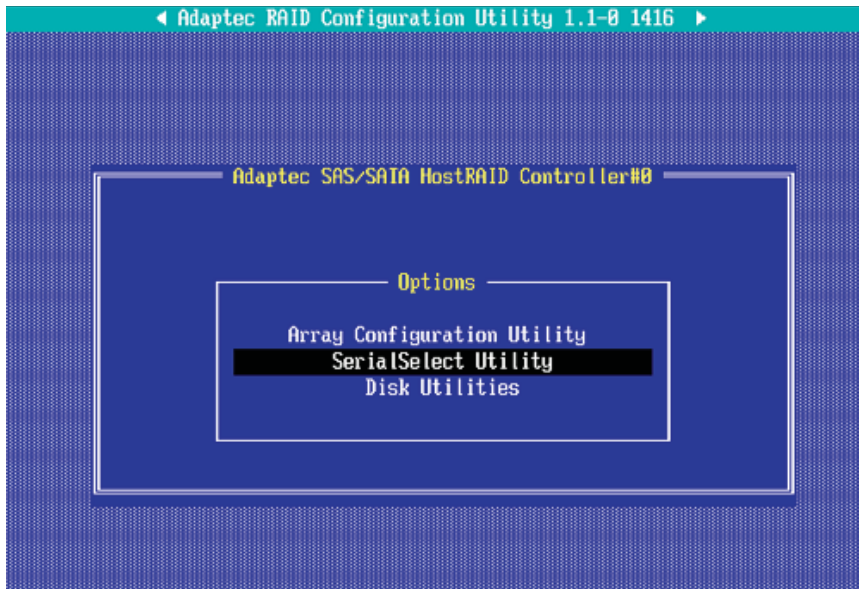 Adaptec RAID Configuration Utility 1.1-0 1416
Adaptec SAS/SATA HostRAID Controller#0
Options
Array Configuration Utility
SerialSelect Utility
Disk Utilities